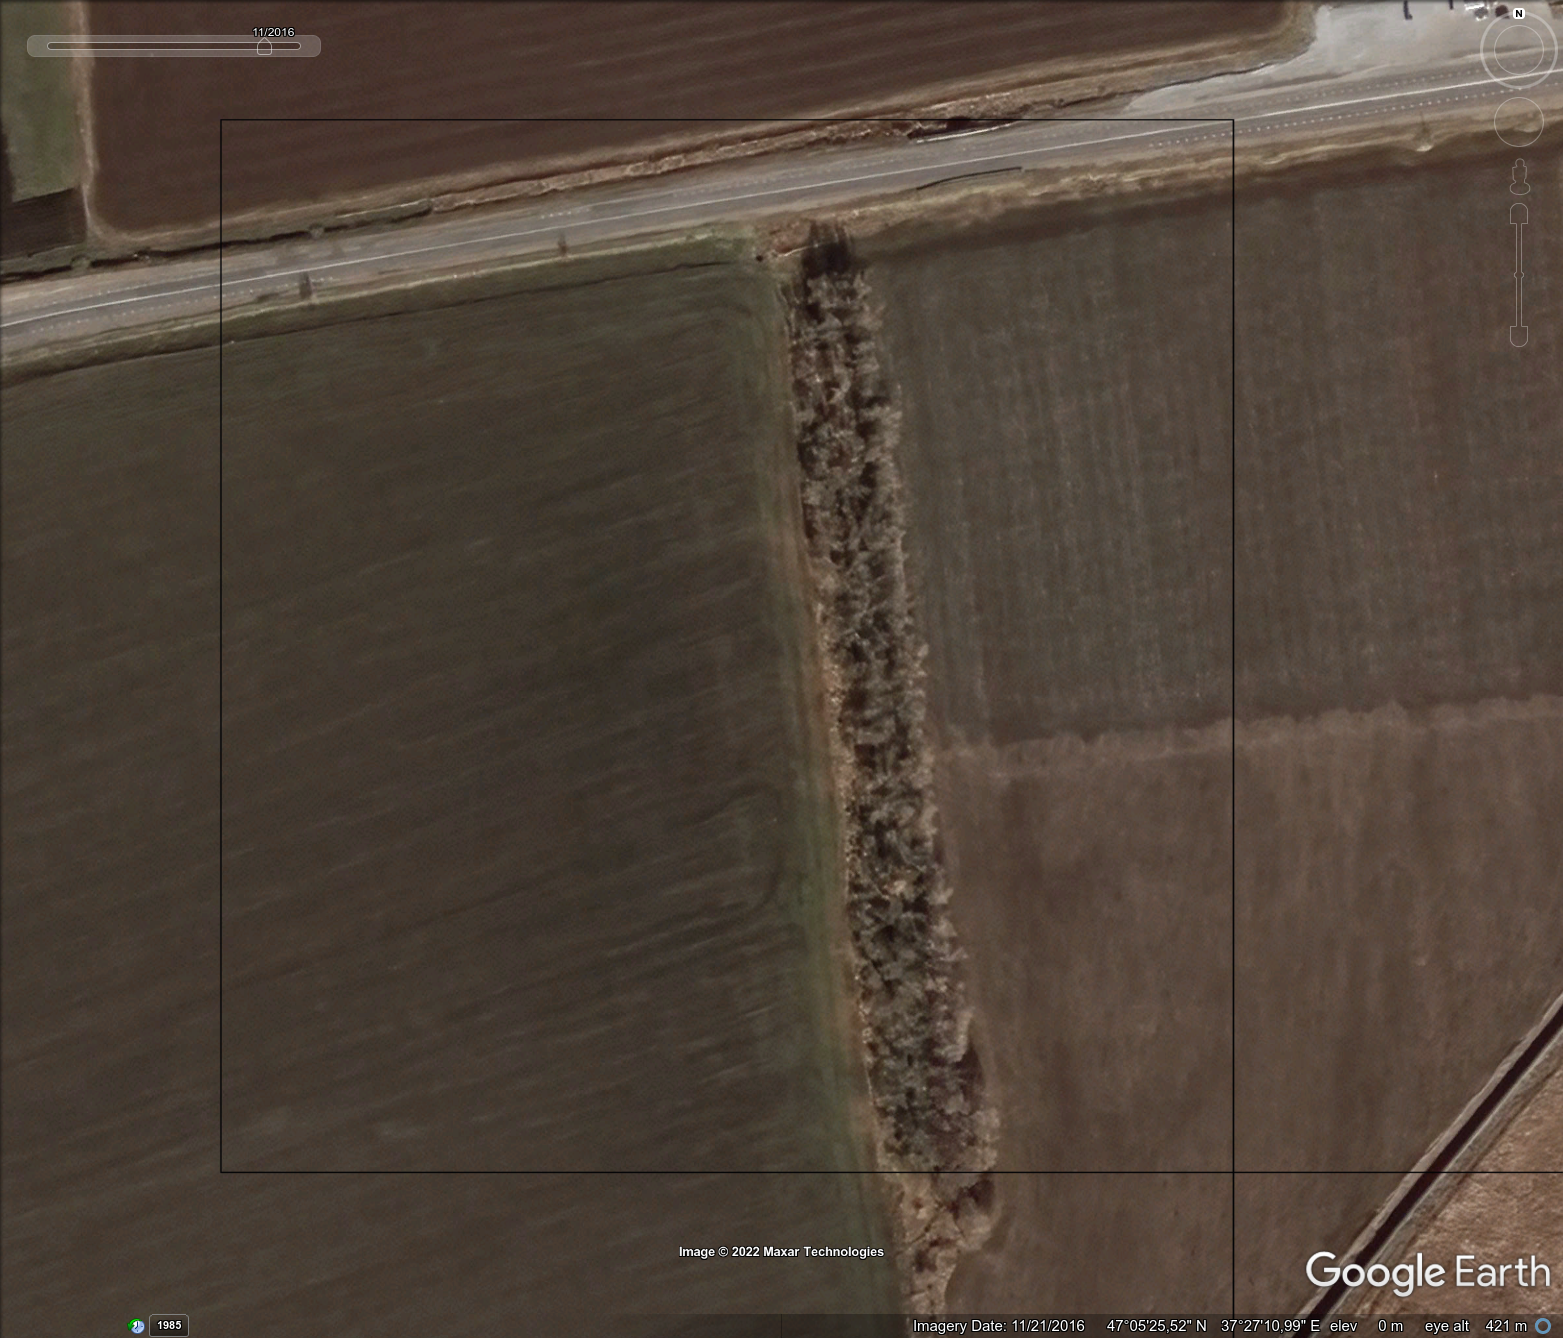 11/2016
N
Image © 2022 Maxar Technologies
Google Earth
1985
Imagery Date: 11/21/2016 47°05'25,52" N 37°27'10,99" E elev 0 m eye alt 421 m